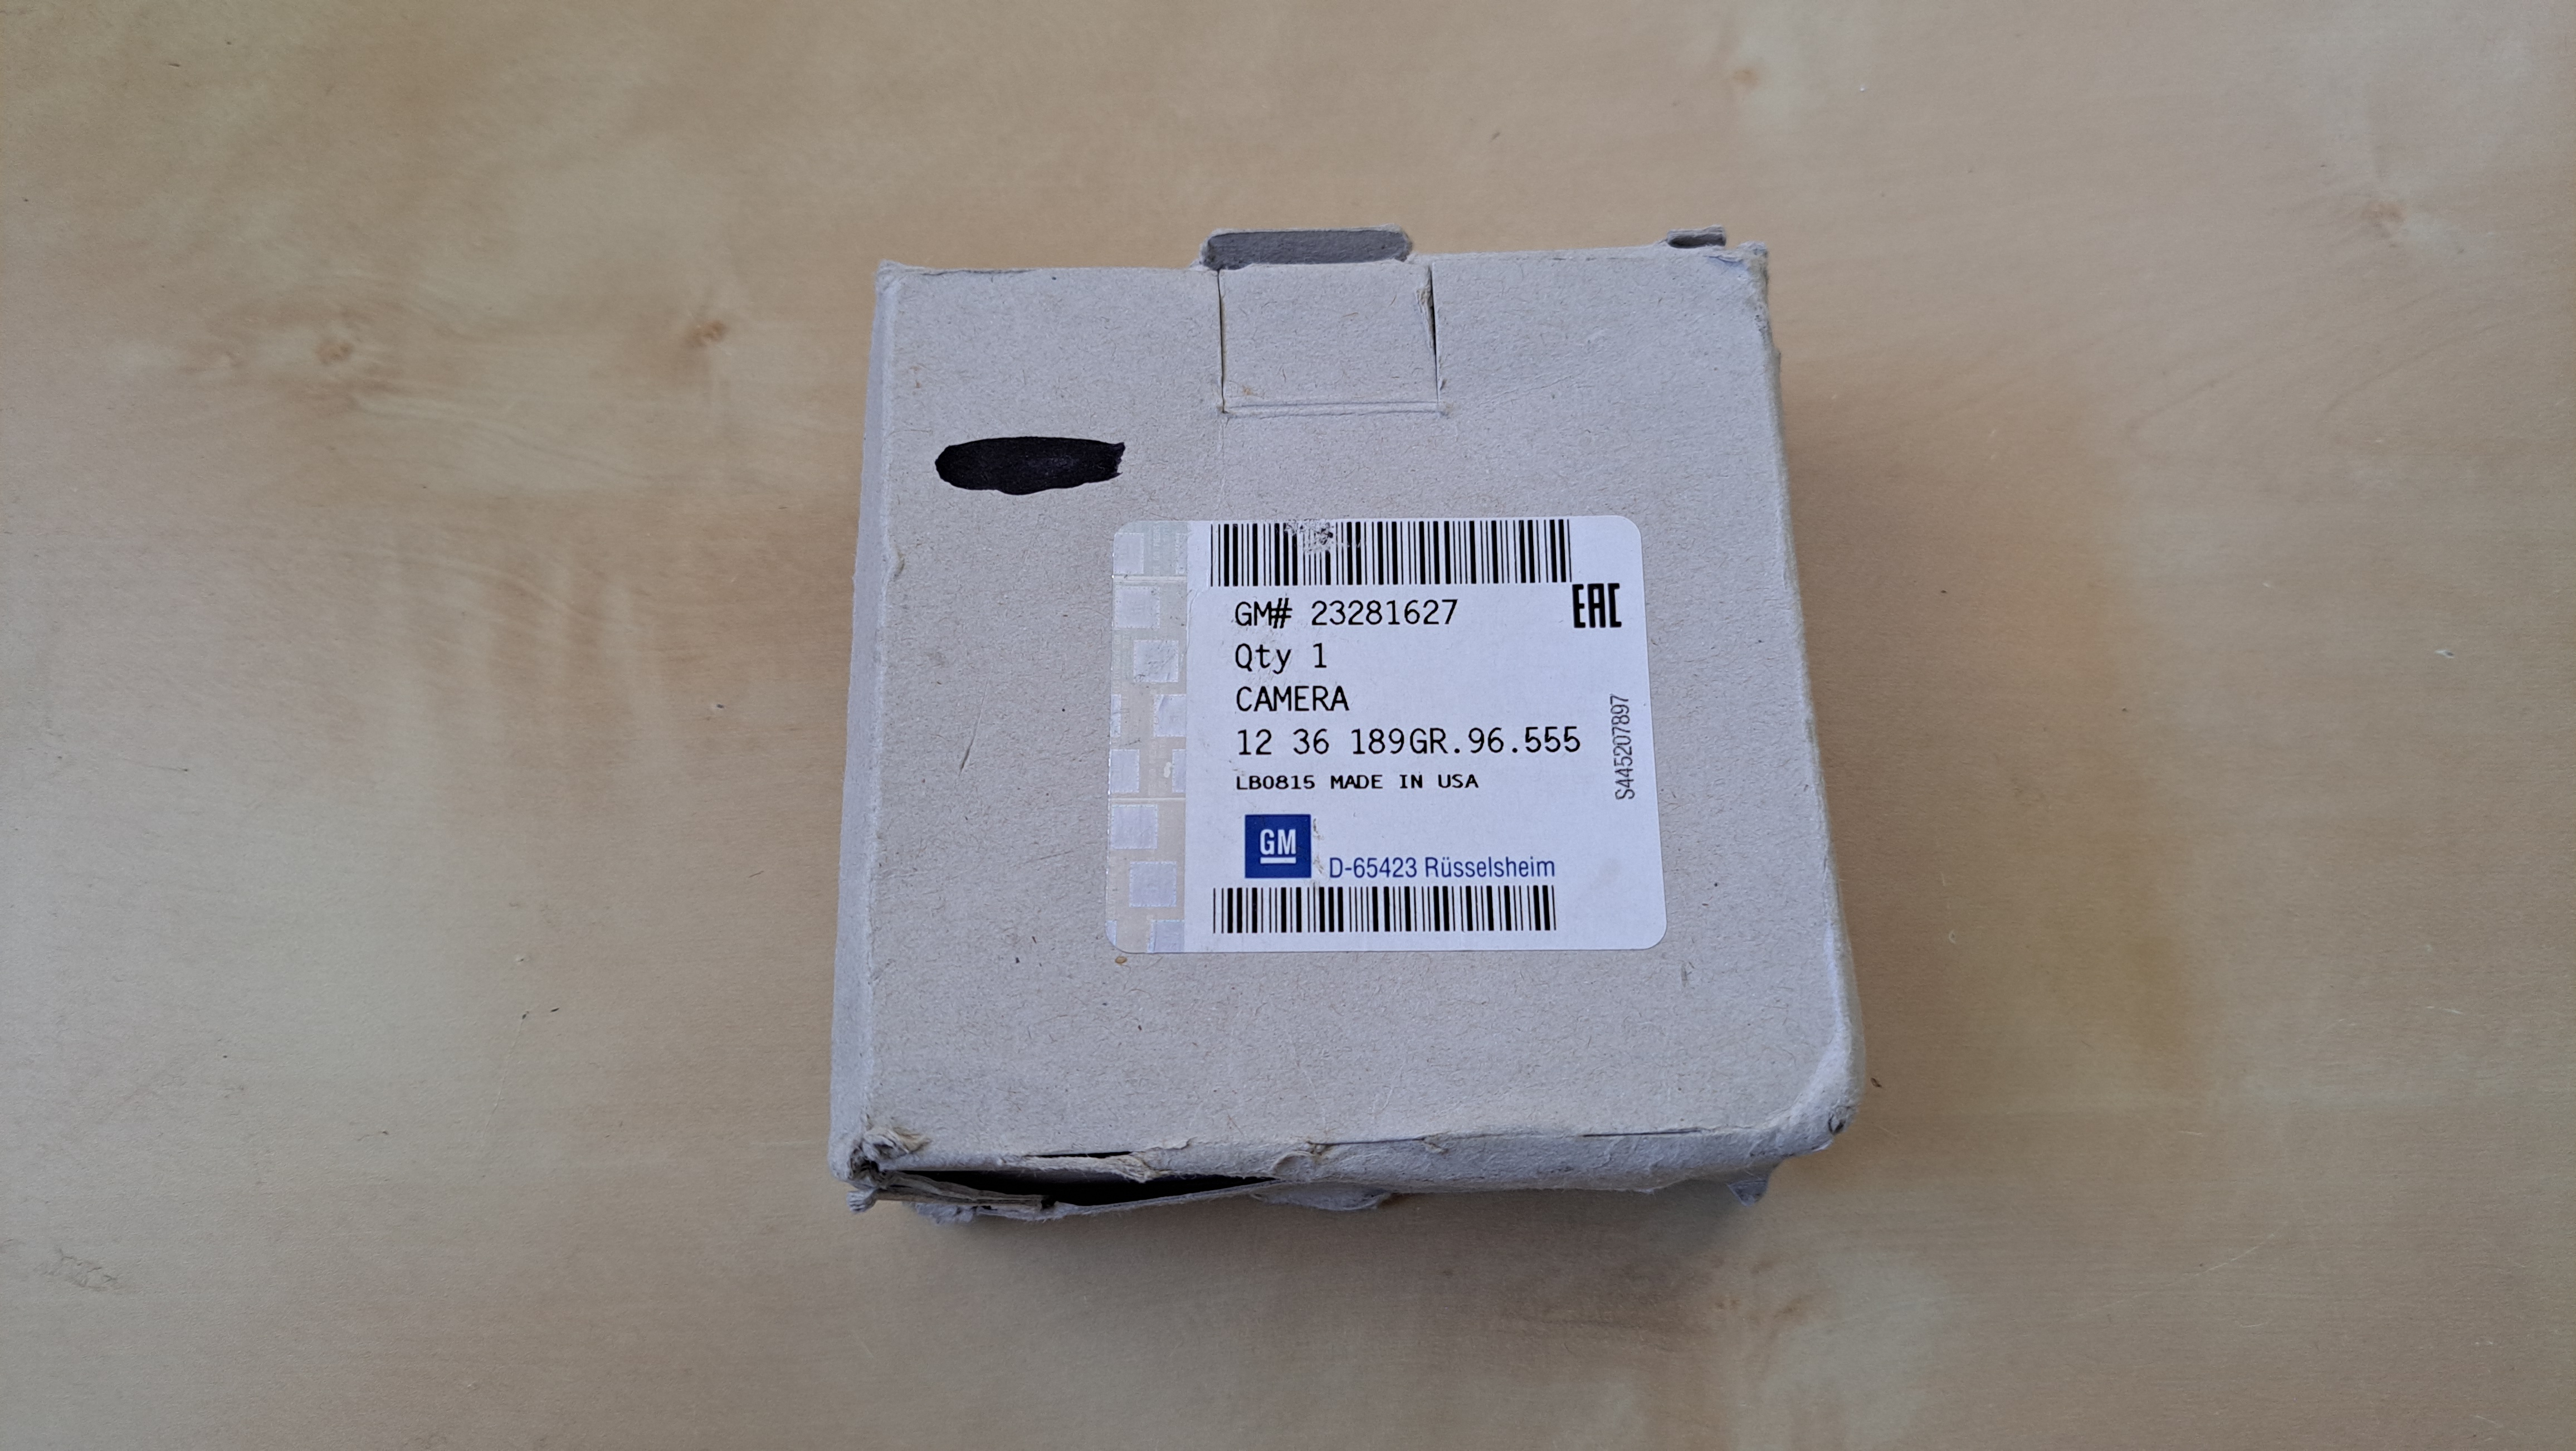 GM# 23281627
EAC
Qty 1
CAMERA
12 36 189GR.96.555
LB0815 MADE IN USA
S445207897
GM
D-65423 Rüsselsheim